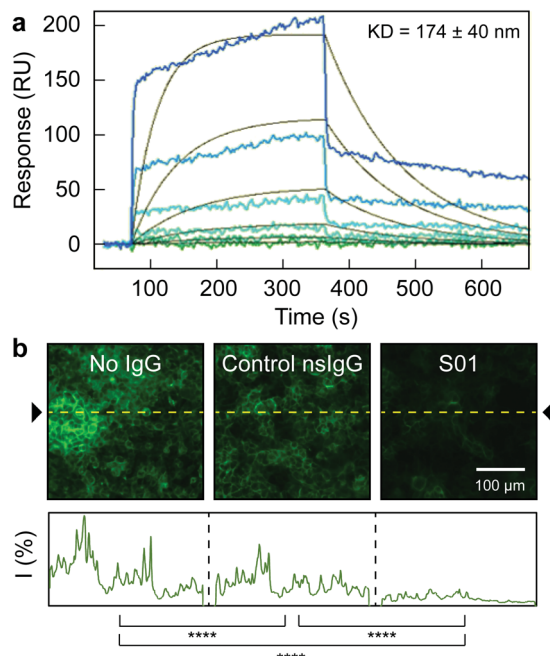 a
KD = 174 ± 40 nm
200
150
100
50
0
Response (RU)
100 200 300 400 500 600
Time (s)
b
No IgG Control nsIgG S01
100 µm
I (%)
**** ****
****